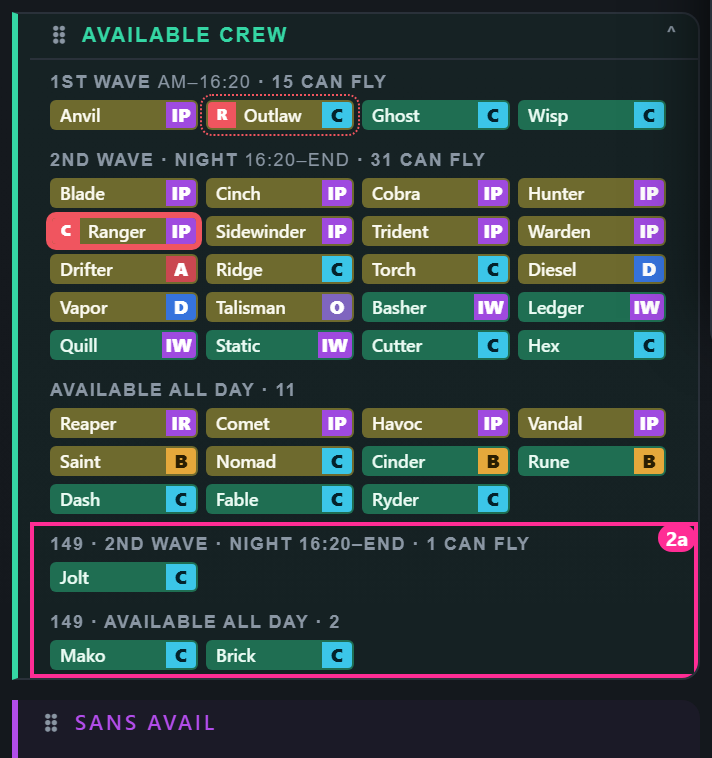 AVAILABLE CREW ^
1ST WAVE AM–16:20 · 15 CAN FLY
Anvil IP R Outlaw C Ghost C Wisp C
2ND WAVE · NIGHT 16:20–END · 31 CAN FLY
Blade IP Cinch IP Cobra IP Hunter IP
C Ranger IP Sidewinder IP Trident IP Warden IP
Drifter A Ridge C Torch C Diesel D
Vapor D Talisman O Basher IW Ledger IW
Quill IW Static IW Cutter C Hex C
AVAILABLE ALL DAY · 11
Reaper IR Comet IP Havoc IP Vandal IP
Saint B Nomad C Cinder B Rune B
Dash C Fable C Ryder C
149 · 2ND WAVE · NIGHT 16:20–END · 1 CAN FLY 2a
Jolt C
149 · AVAILABLE ALL DAY · 2
Mako C Brick C
SANS AVAIL